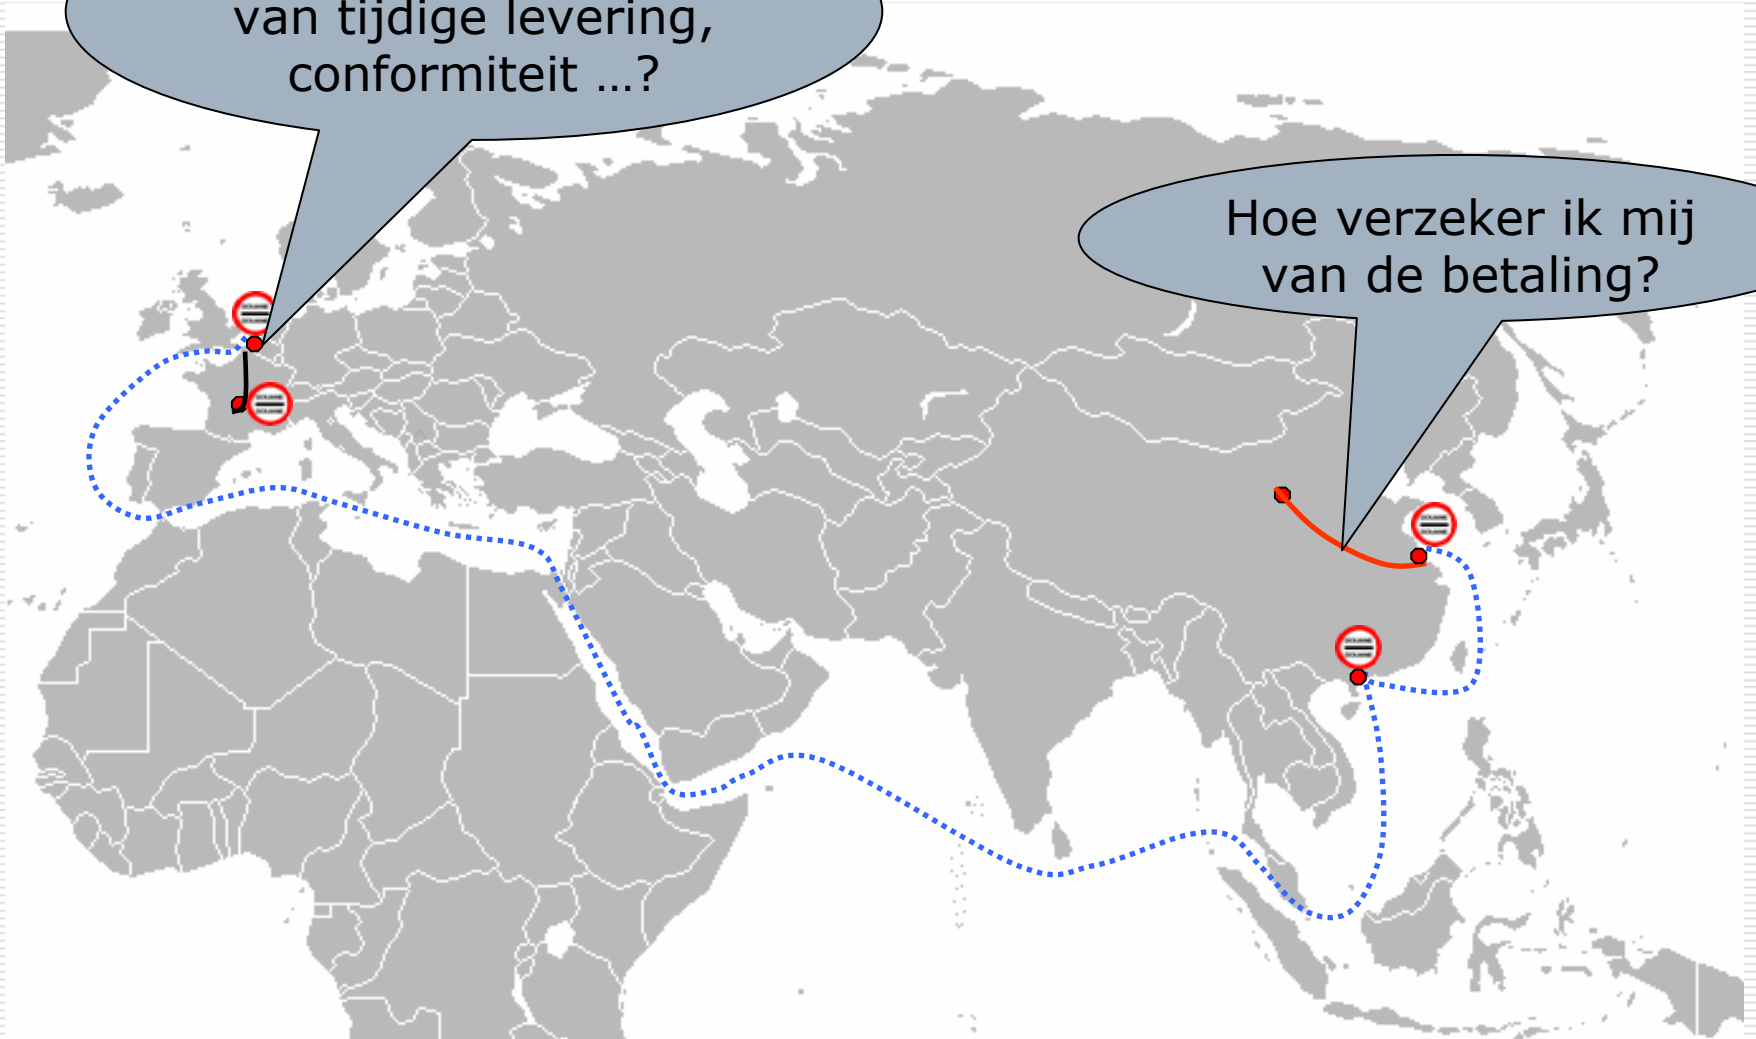 van tijdige levering,
conformiteit ...?
Hoe verzeker ik mij
van de betaling?